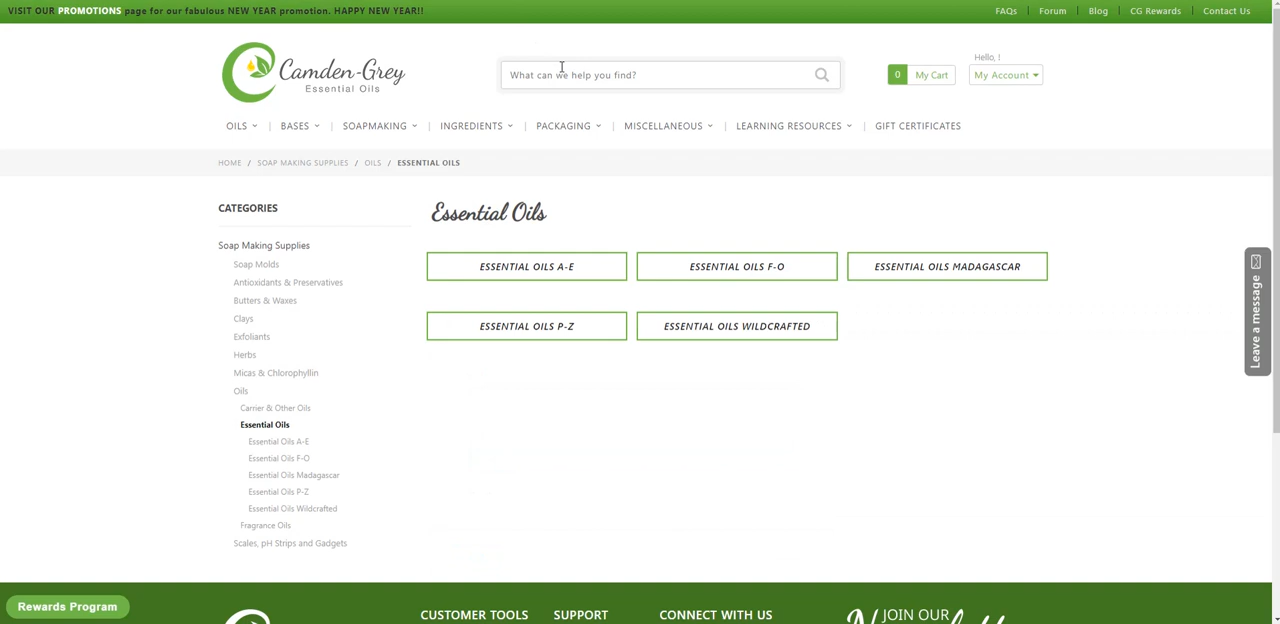 VISIT OUR PROMOTIONS page for our fabulous NEW YEAR promotion. HAPPY NEW YEAR!!
FAQs | Forum | Blog | CG Rewards | Contact Us
Camden-Grey
Essential Oils
What can we help you find?
Hello, !
0 My Cart
My Account
OILS | BASES | SOAPMAKING | INGREDIENTS | PACKAGING | MISCELLANEOUS | LEARNING RESOURCES | GIFT CERTIFICATES
HOME / SOAP MAKING SUPPLIES / OILS / ESSENTIAL OILS
CATEGORIES
Soap Making Supplies
Soap Molds
Antioxidants & Preservatives
Butters & Waxes
Clays
Exfoliants
Herbs
Micas & Chlorophyllin
Oils
Carrier & Other Oils
Essential Oils
Essential Oils A-E
Essential Oils F-O
Essential Oils Madagascar
Essential Oils P-Z
Essential Oils Wildcrafted
Fragrance Oils
Scales, pH Strips and Gadgets
Essential Oils
ESSENTIAL OILS A-E
ESSENTIAL OILS F-O
ESSENTIAL OILS MADAGASCAR
ESSENTIAL OILS P-Z
ESSENTIAL OILS WILDCRAFTED
Leave a message
Rewards Program
CUSTOMER TOOLS
SUPPORT
CONNECT WITH US
JOIN OUR